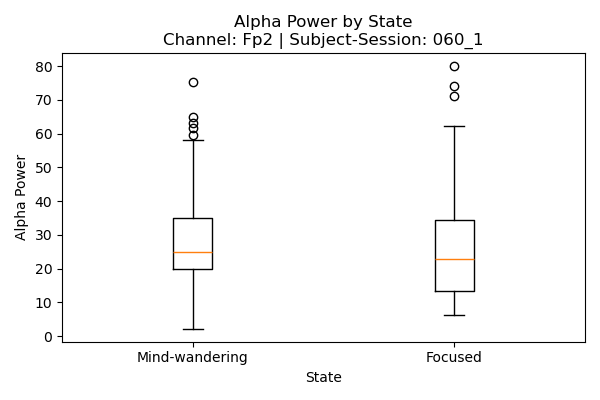 Alpha Power by State
Channel: Fp2 | Subject-Session: 060_1
Alpha Power
80
70
60
50
40
30
20
10
0
Mind-wandering
Focused
State